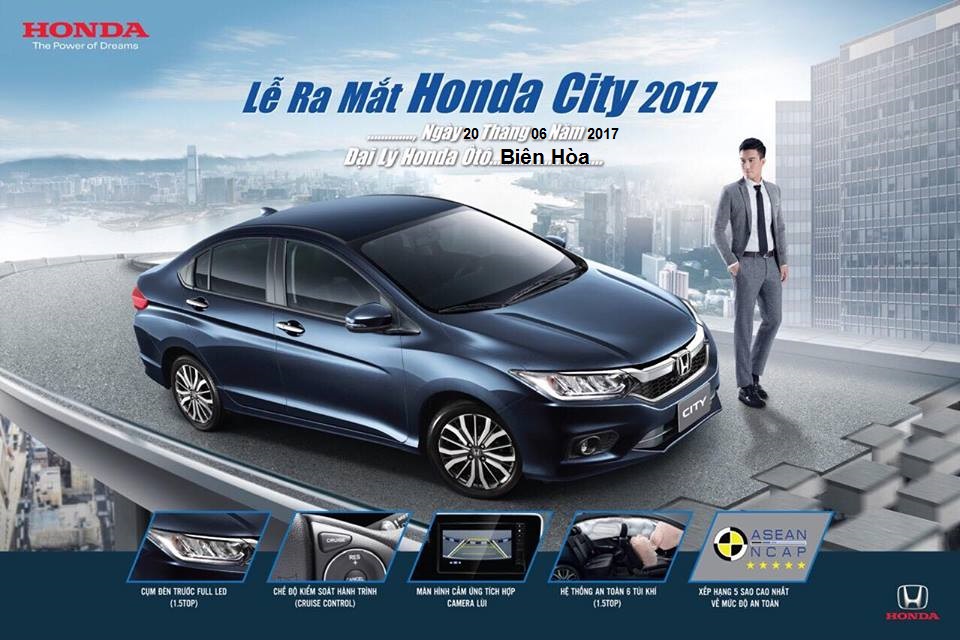 HONDA
The Power of Dreams
Lễ Ra Mắt Honda City 2017
............., Ngày 20 Tháng 06 Năm 2017
Đại Lý Honda Ôtô...Biên Hòa...
CITY
CRUISE
RES
+
CANCEL
ASEAN
NCAP
CỤM ĐÈN TRƯỚC FULL LED
(1.5TOP)
CHẾ ĐỘ KIỂM SOÁT HÀNH TRÌNH
(CRUISE CONTROL)
MÀN HÌNH CẢM ỨNG TÍCH HỢP
CAMERA LÙI
HỆ THỐNG AN TOÀN 6 TÚI KHÍ
(1.5TOP)
XẾP HẠNG 5 SAO CAO NHẤT
VỀ MỨC ĐỘ AN TOÀN
HONDA